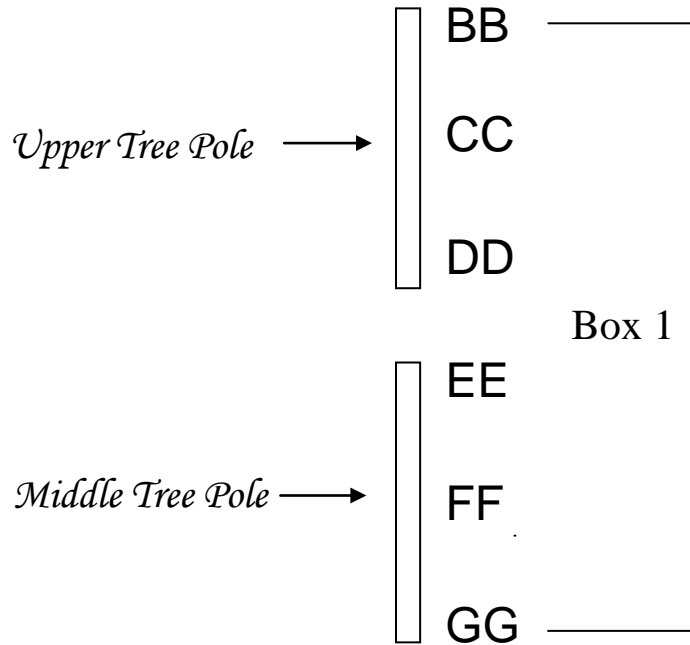 BB
Upper Tree Pole
CC
DD
Box 1
EE
Middle Tree Pole
FF
GG